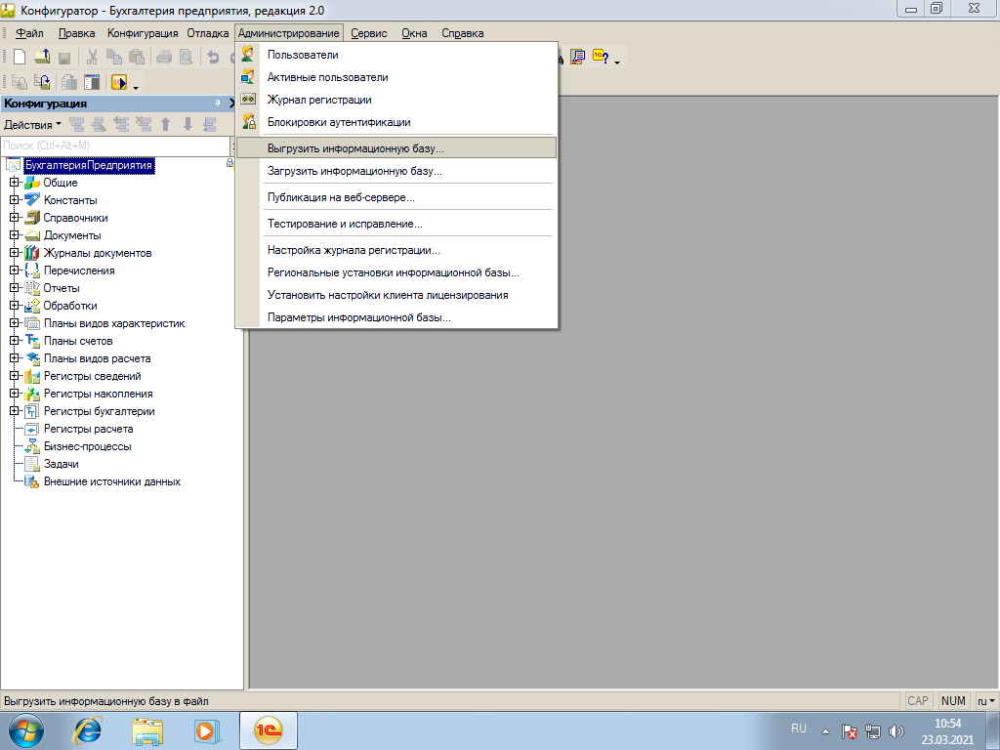 Конфигуратор - Бухгалтерия предприятия, редакция 2.0
Файл Правка Конфигурация Отладка Администрирование Сервис Окна Справка
Пользователи
Активные пользователи
Журнал регистрации
Блокировки аутентификации
Выгрузить информационную базу...
Загрузить информационную базу...
Публикация на веб-сервере...
Тестирование и исправление...
Настройка журнала регистрации...
Региональные установки информационной базы...
Установить настройки клиента лицензирования
Параметры информационной базы...
Конфигурация
Действия
Поиск (Ctrl+Alt+M)
БухгалтерияПредприятия
Общие
Константы
Справочники
Документы
Журналы документов
Перечисления
Отчеты
Обработки
Планы видов характеристик
Планы счетов
Планы видов расчета
Регистры сведений
Регистры накопления
Регистры бухгалтерии
Регистры расчета
Бизнес-процессы
Задачи
Внешние источники данных
Выгрузить информационную базу в файл
CAP NUM ru
RU
10:54
23.03.2021